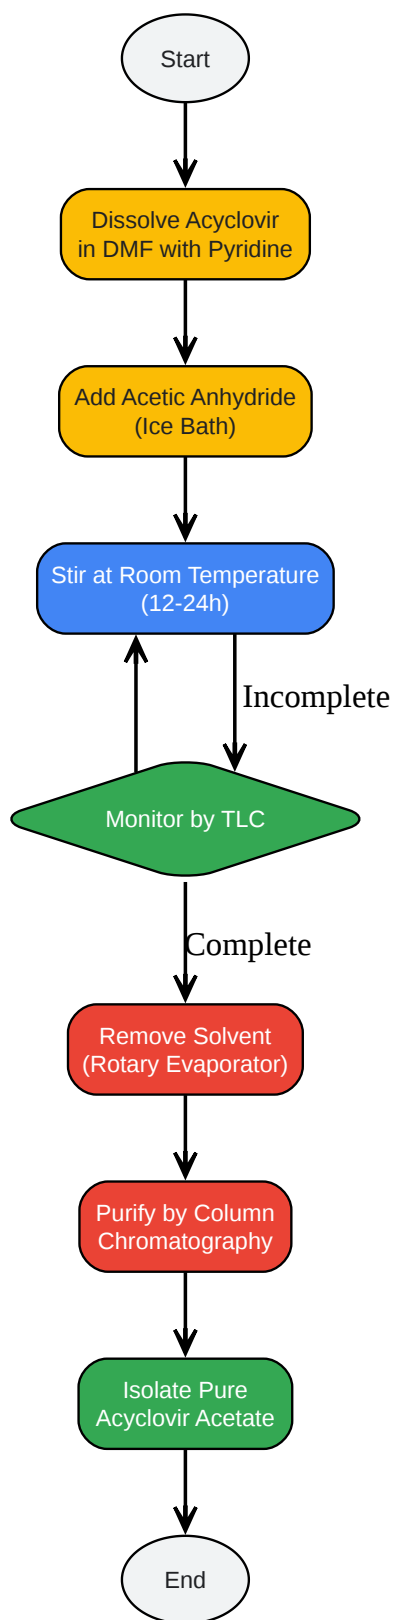 Start
Dissolve Acyclovir
in DMF with Pyridine
Add Acetic Anhydride
(Ice Bath)
Stir at Room Temperature
(12-24h)
Incomplete
Monitor by TLC
Complete
Remove Solvent
(Rotary Evaporator)
Purify by Column
Chromatography
Isolate Pure
Acyclovir Acetate
End